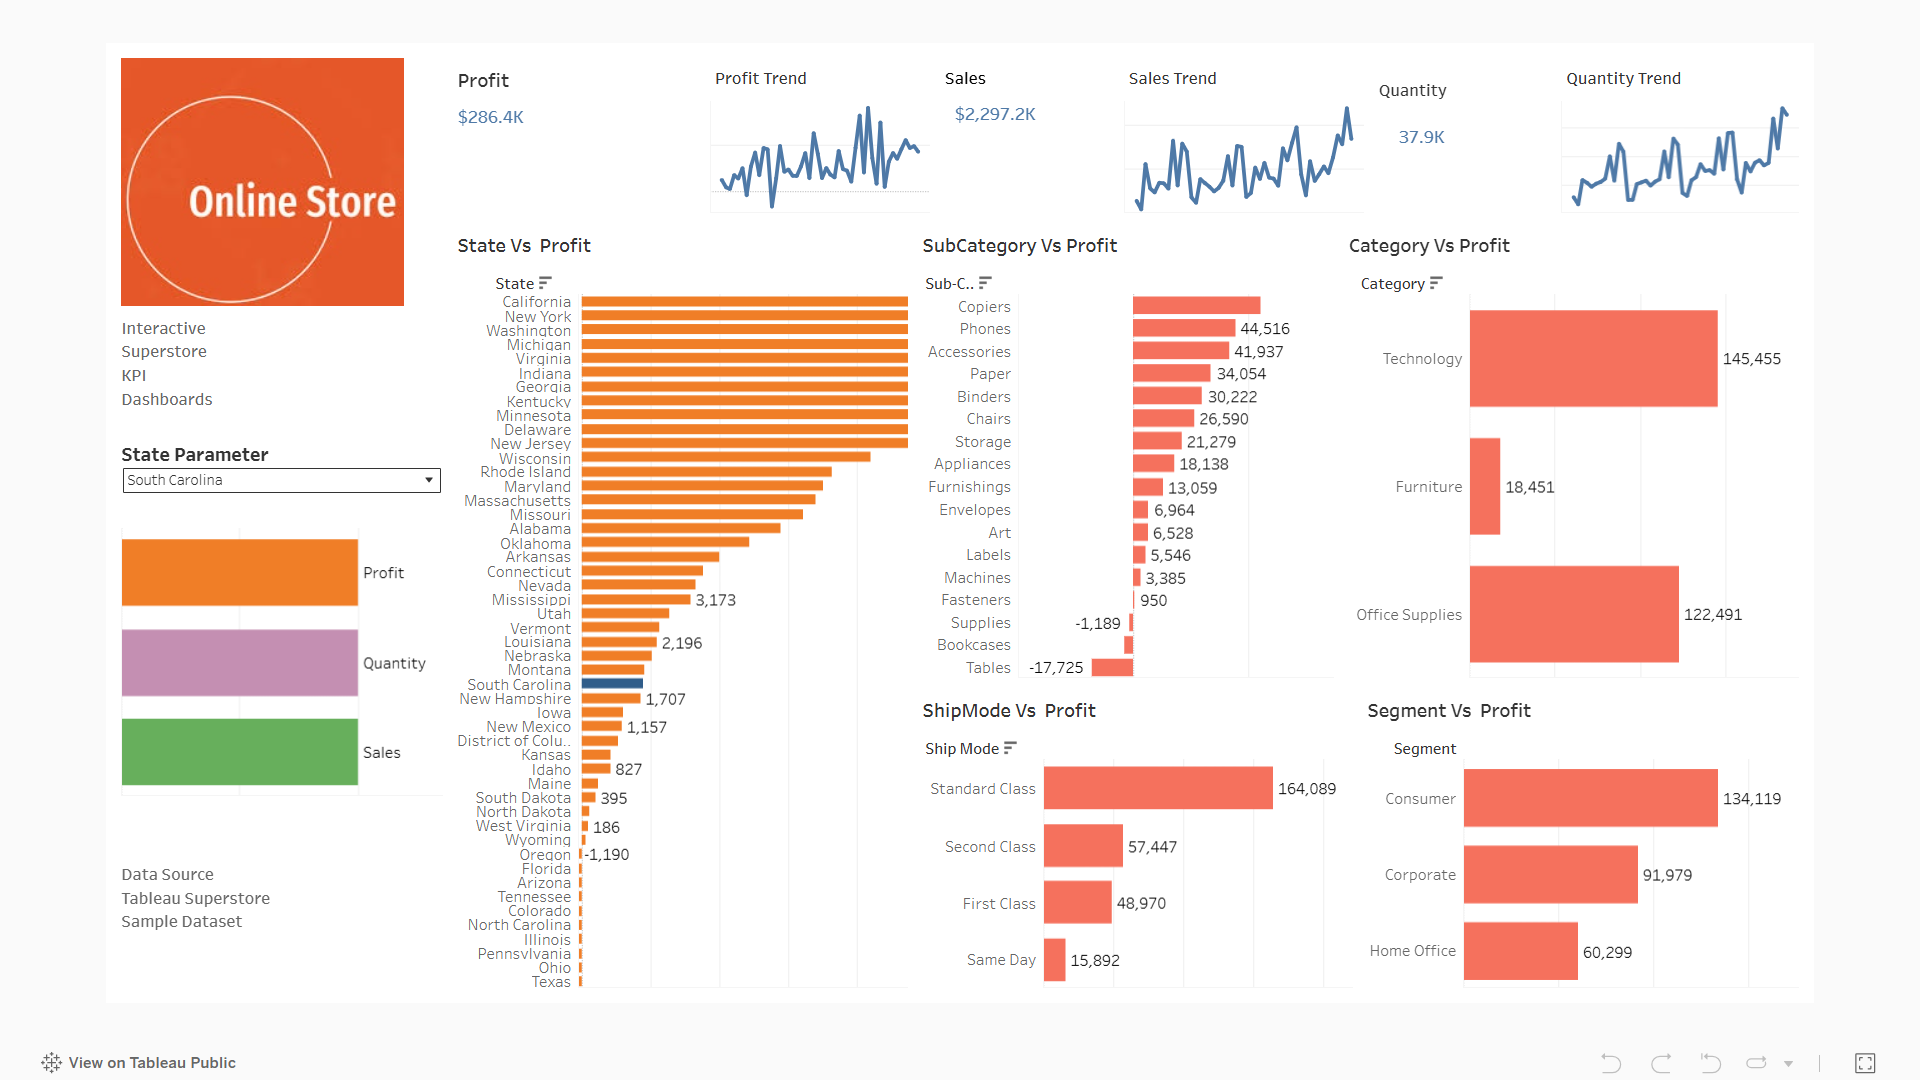 Online Store
Interactive
Superstore
KPI
Dashboards
State Parameter
South Carolina
Profit
Quantity
Sales
Data Source
Tableau Superstore
Sample Dataset
Profit
$286.4K
Profit Trend
Sales
$2,297.2K
Sales Trend
Quantity
37.9K
Quantity Trend
State Vs  Profit
State
California
New York
Washington
Michigan
Virginia
Indiana
Georgia
Kentucky
Minnesota
Delaware
New Jersey
Wisconsin
Rhode Island
Maryland
Massachusetts
Missouri
Alabama
Oklahoma
Arkansas
Connecticut
Nevada
Mississippi 3,173
Utah
Vermont
Louisiana 2,196
Nebraska
Montana
South Carolina
New Hampshire 1,707
Iowa
New Mexico 1,157
District of Colu..
Kansas
Idaho 827
Maine
South Dakota 395
North Dakota
West Virginia 186
Wyoming
Oregon -1,190
Florida
Arizona
Tennessee
Colorado
North Carolina
Illinois
Pennsylvania
Ohio
Texas
SubCategory Vs Profit
Sub-C..
Copiers
Phones 44,516
Accessories 41,937
Paper 34,054
Binders 30,222
Chairs 26,590
Storage 21,279
Appliances 18,138
Furnishings 13,059
Envelopes 6,964
Art 6,528
Labels 5,546
Machines 3,385
Fasteners 950
Supplies -1,189
Bookcases
Tables -17,725
Category Vs Profit
Category
Technology 145,455
Furniture 18,451
Office Supplies 122,491
ShipMode Vs  Profit
Ship Mode
Standard Class 164,089
Second Class 57,447
First Class 48,970
Same Day 15,892
Segment Vs  Profit
Segment
Consumer 134,119
Corporate 91,979
Home Office 60,299
View on Tableau Public